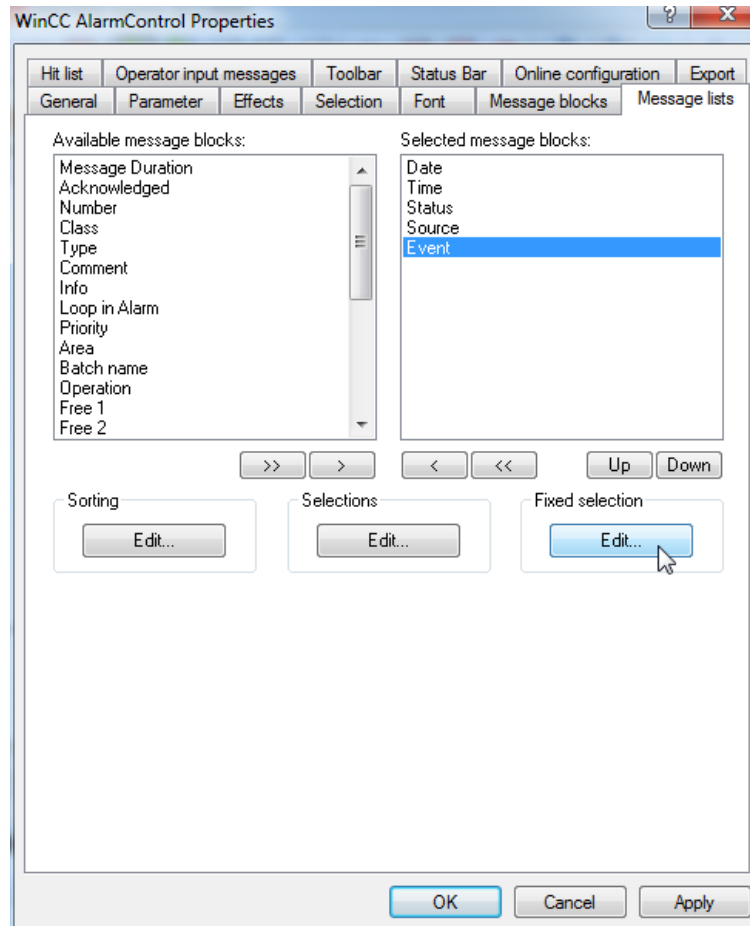 WinCC AlarmControl Properties
?
X
Hit list Operator input messages Toolbar Status Bar Online configuration Export
General Parameter Effects Selection Font Message blocks Message lists
Available message blocks:
Message Duration
Acknowledged
Number
Class
Type
Comment
Info
Loop in Alarm
Priority
Area
Batch name
Operation
Free 1
Free 2
Selected message blocks:
Date
Time
Status
Source
Event
>> > < << Up Down
Sorting Selections Fixed selection
Edit... Edit... Edit...
OK Cancel Apply